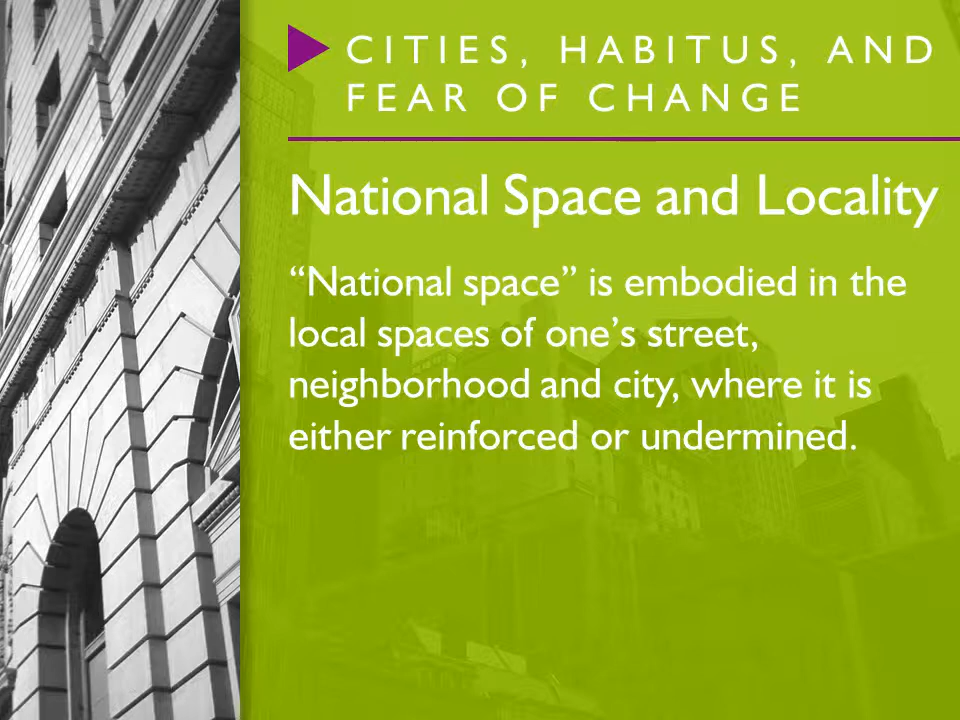 CITIES, HABITUS, AND
FEAR OF CHANGE
National Space and Locality
“National space” is embodied in the
local spaces of one’s street,
neighborhood and city, where it is
either reinforced or undermined.